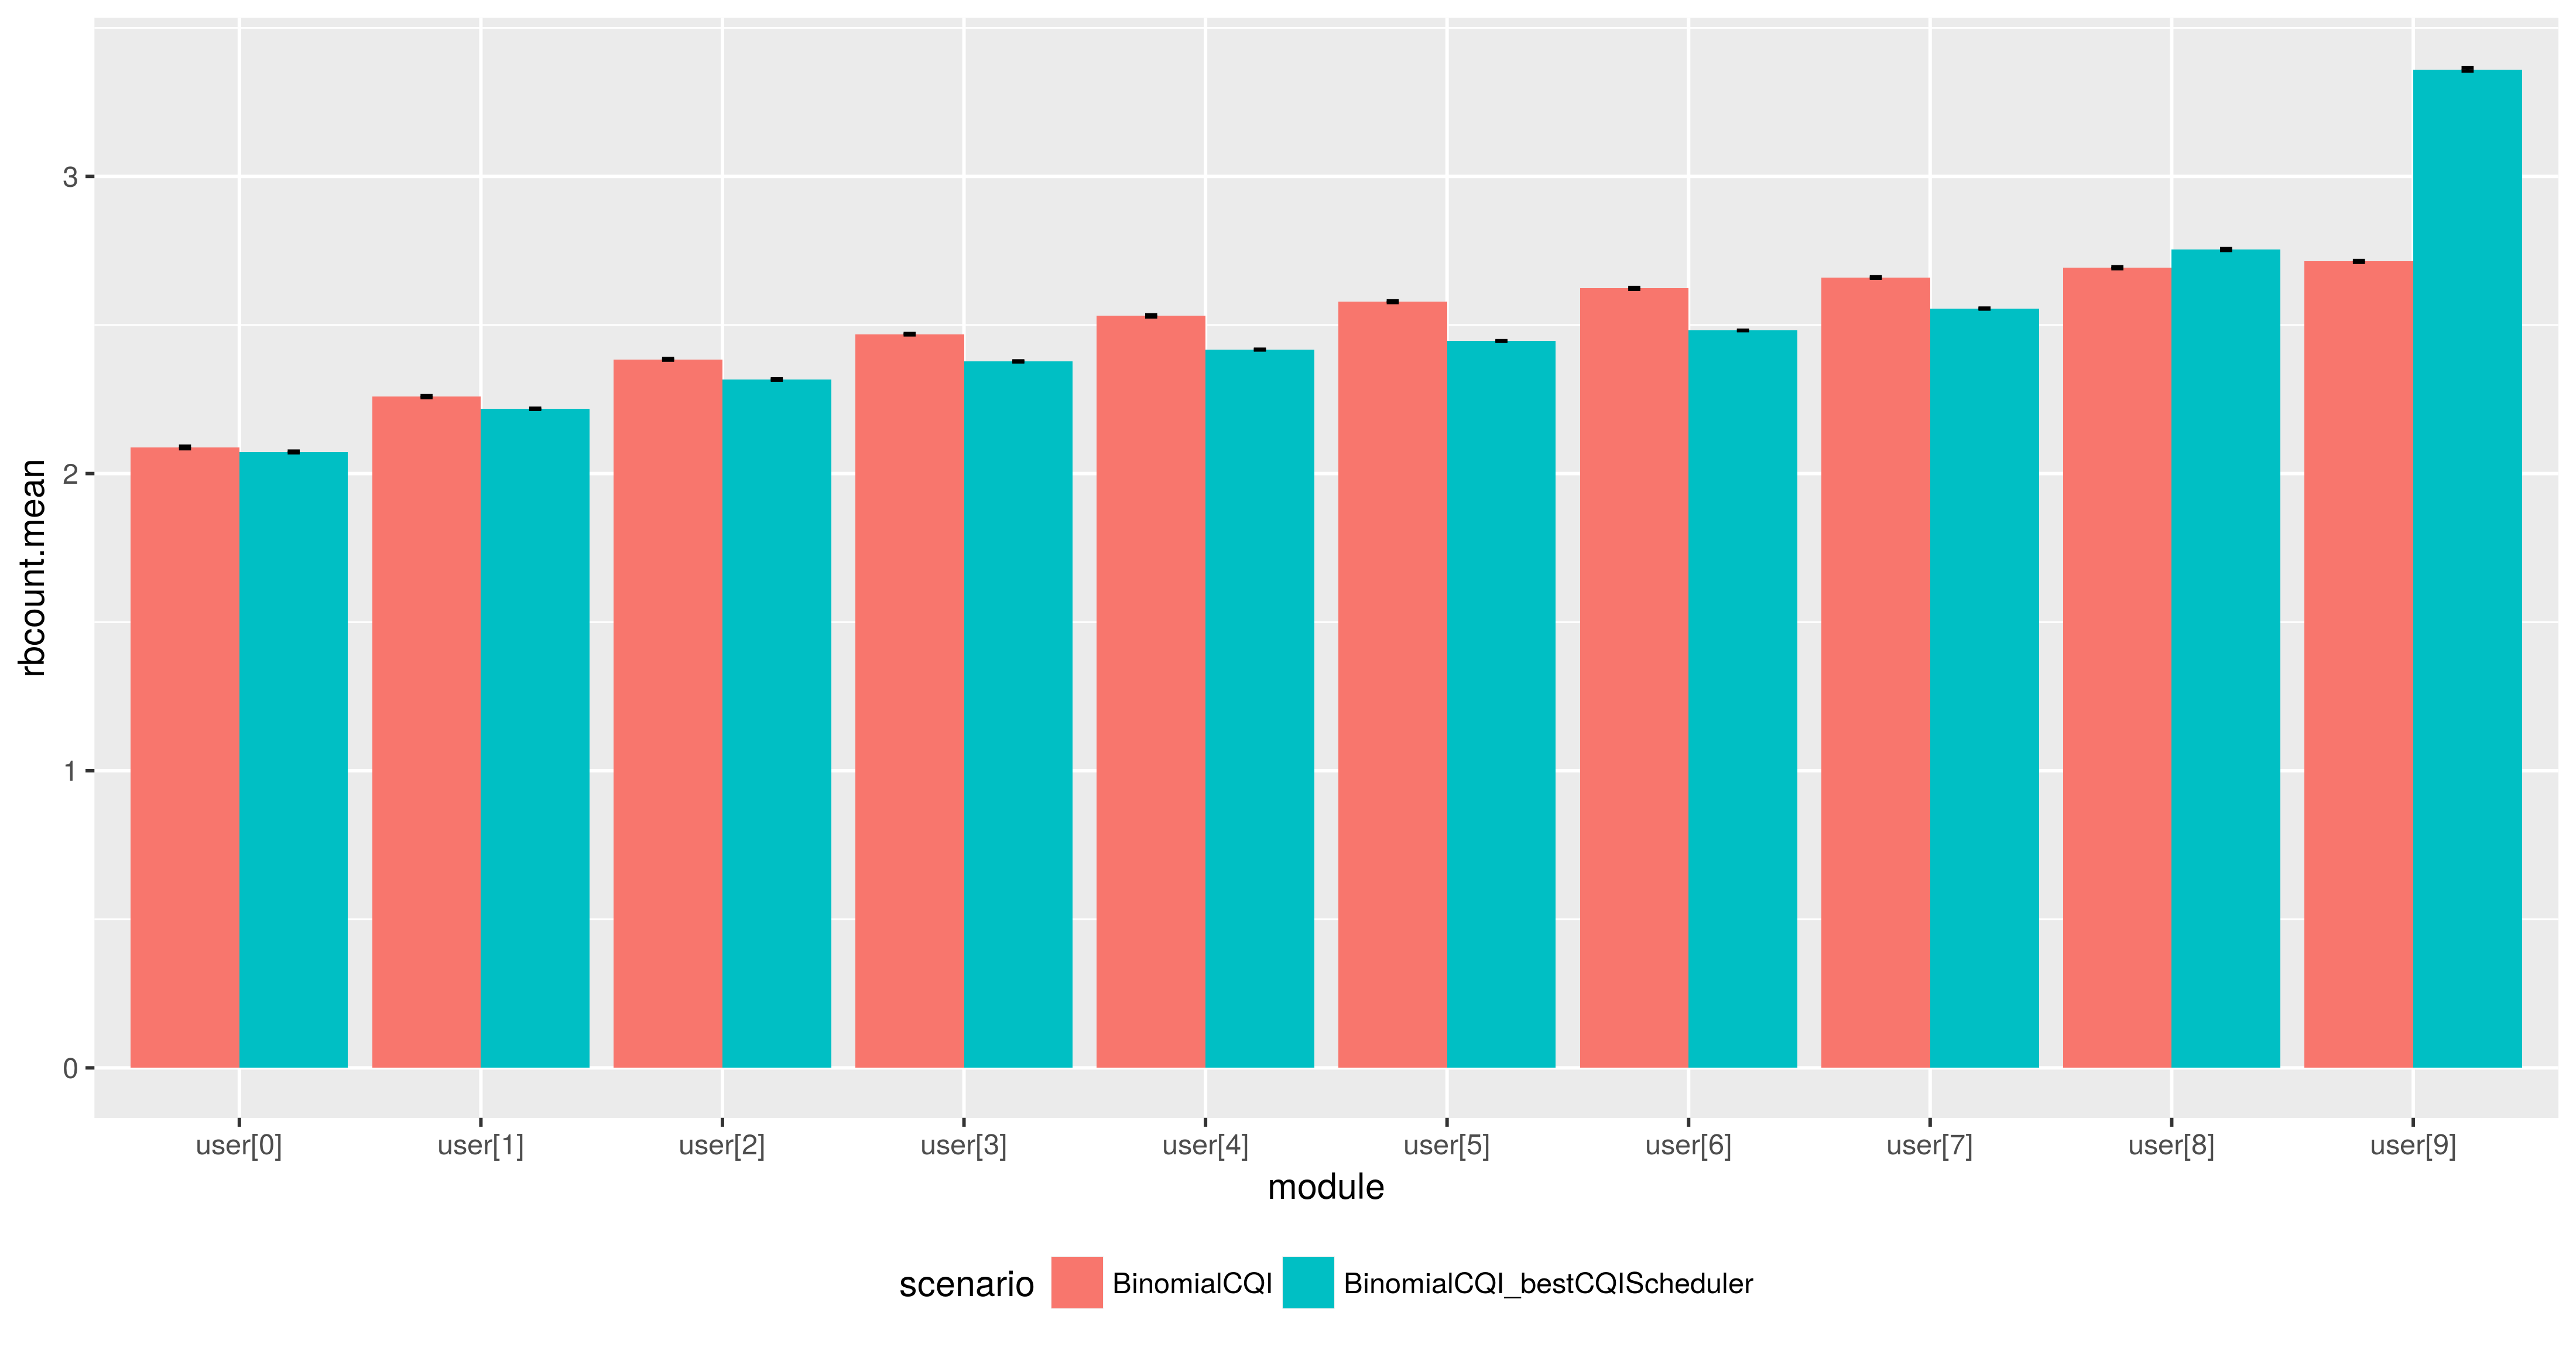 rbcount.mean
3
2
1
0
user[0] user[1] user[2] user[3] user[4] user[5] user[6] user[7] user[8] user[9]
module
scenario BinomialCQI BinomialCQI_bestCQIScheduler